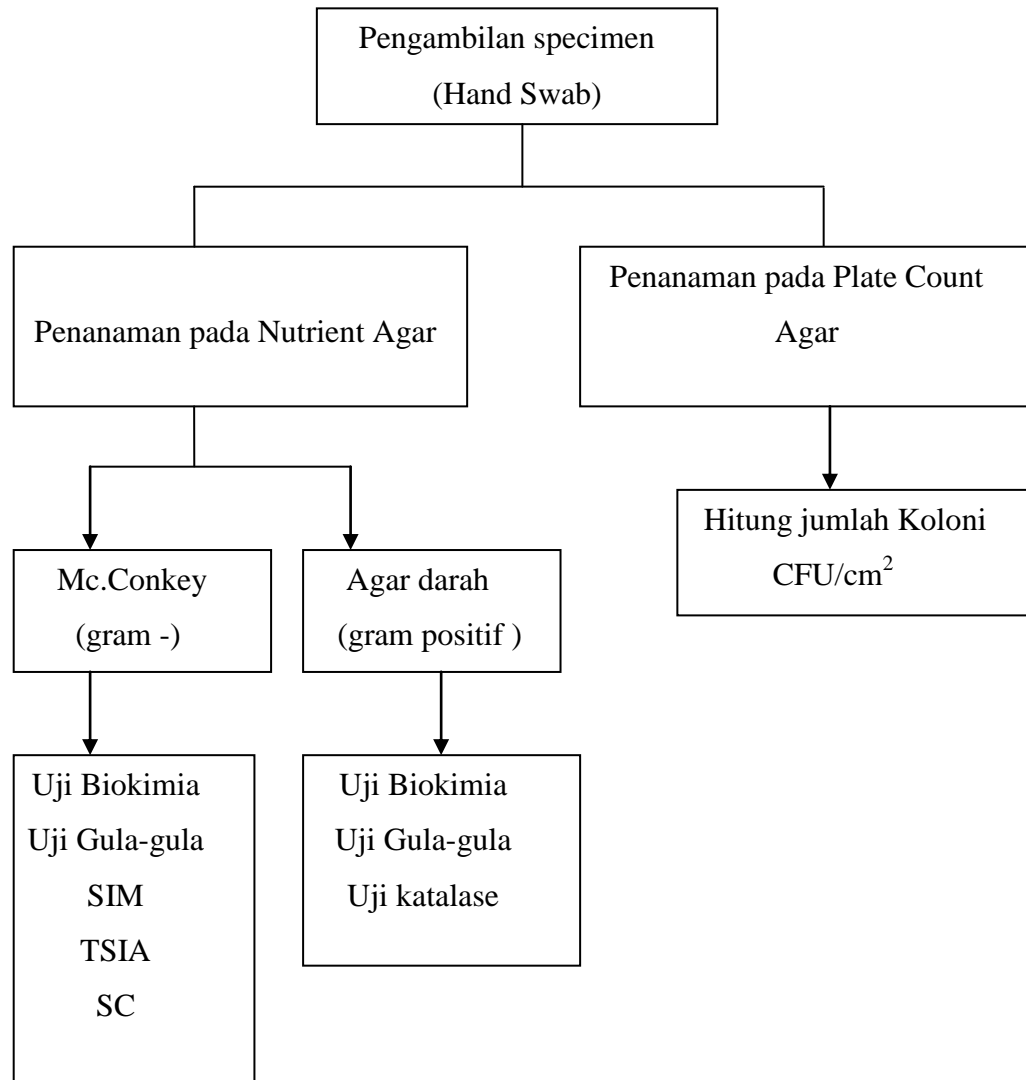 Pengambilan specimen
(Hand Swab)
Penanaman pada Nutrient Agar
Penanaman pada Plate Count
Agar
Mc.Conkey
(gram -)
Agar darah
(gram positif )
Hitung jumlah Koloni
CFU/cm²
Uji Biokimia
Uji Gula-gula
SIM
TSIA
SC
Uji Biokimia
Uji Gula-gula
Uji katalase